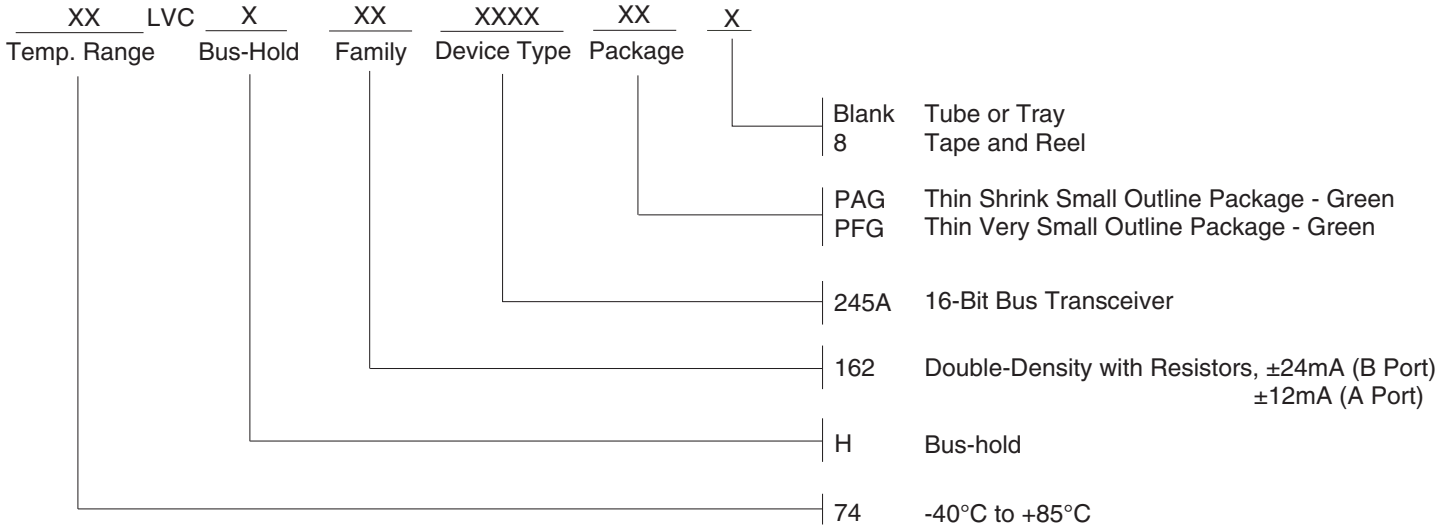 XX LVC X XX XXXX XX X
Temp. Range Bus-Hold Family Device Type Package
Blank Tube or Tray
8 Tape and Reel
PAG Thin Shrink Small Outline Package - Green
PFG Thin Very Small Outline Package - Green
245A 16-Bit Bus Transceiver
162 Double-Density with Resistors, ±24mA (B Port)
±12mA (A Port)
H Bus-hold
74 -40°C to +85°C